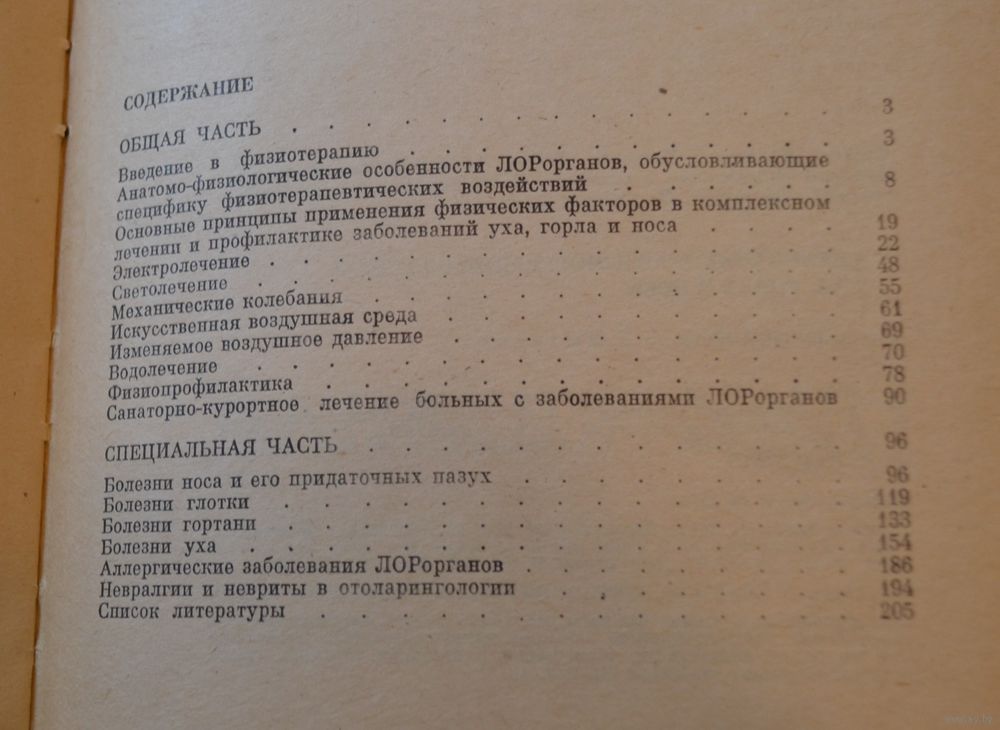 СОДЕРЖАНИЕ
ОБЩАЯ ЧАСТЬ . . . . . . . . . . 3
Введение в физиотерапию . . . . . . . . 3
Анатомо-физиологические особенности ЛОРорганов, обусловливающие
специфику физиотерапевтических воздействий . . . . . 8
Основные принципы применения физических факторов в комплексном
лечении и профилактике заболеваний уха, горла и носа . . . . 19
Электролечение . . . . . . . . . . . 22
Светолечение . . . . . . . . . . . 48
Механические колебания . . . . . . . . . 55
Искусственная воздушная среда . . . . . . . . 61
Изменяемое воздушное давление . . . . . . . . 69
Водолечение . . . . . . . . . . . 70
Физиопрофилактика . . . . . . . . . . 78
Санаторно-курортное лечение больных с заболеваниями ЛОРорганов 90
СПЕЦИАЛЬНАЯ ЧАСТЬ . . . . . . . . . 96
Болезни носа и его придаточных пазух . . . . . . 96
Болезни глотки . . . . . . . . . . . 119
Болезни гортани . . . . . . . . . . . 133
Болезни уха . . . . . . . . . . . . 154
Аллергические заболевания ЛОРорганов . . . . . . 186
Невралгии и невриты в отоларингологии . . . . . . 194
Список литературы . . . . . . . . . . 205